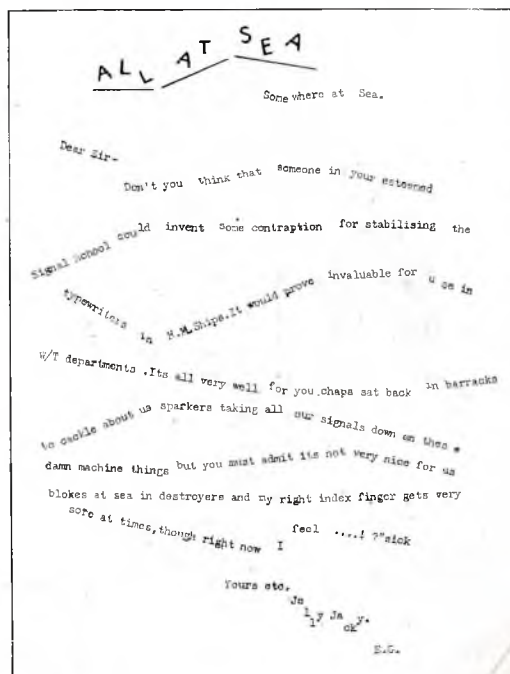 ALL AT SEA
Some where at Sea.
Dear Sir-
Don't you think that someone in your esteemed
Signal School could invent some contraption for stabilising the
typewriters in H.M.Ships.It would prove invaluable for u se in
W/T departments .Its all very well for you chaps sat back in barracks
to cackle about us sparkers taking all our signals down on thes e
damn machine things but you must admit its not very nice for us
blokes at sea in destroyers and my right index finger gets very
sore at times,though right now I feel ....! ?"sick
Yours etc.
Jelly Jacky.
S.G.